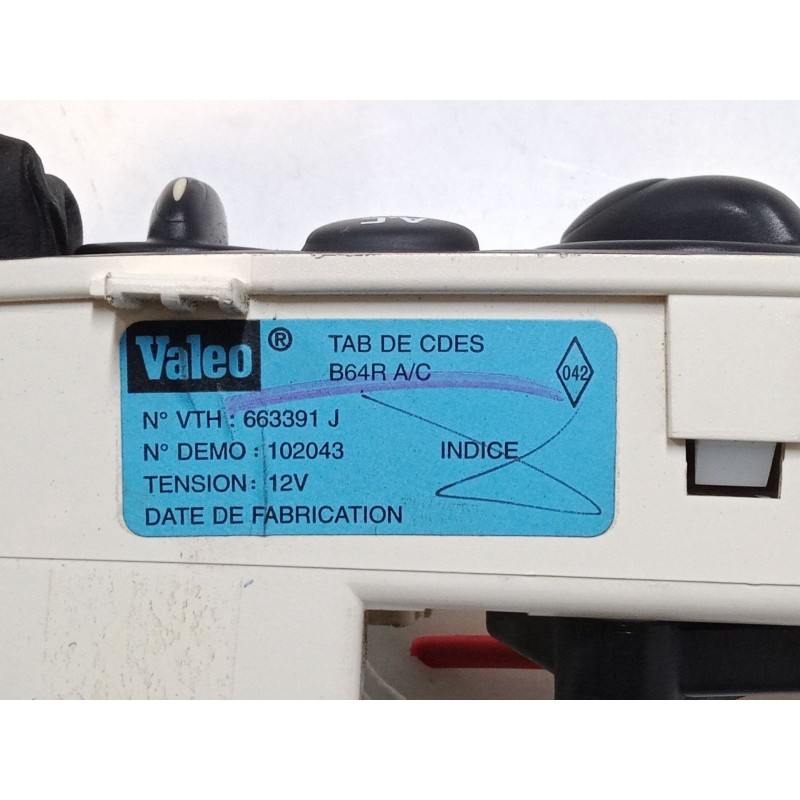 A/C
Valeo ® TAB DE CDES
B64R A/C 042
N° VTH : 663391 J
N° DEMO : 102043 INDICE
TENSION : 12V
DATE DE FABRICATION